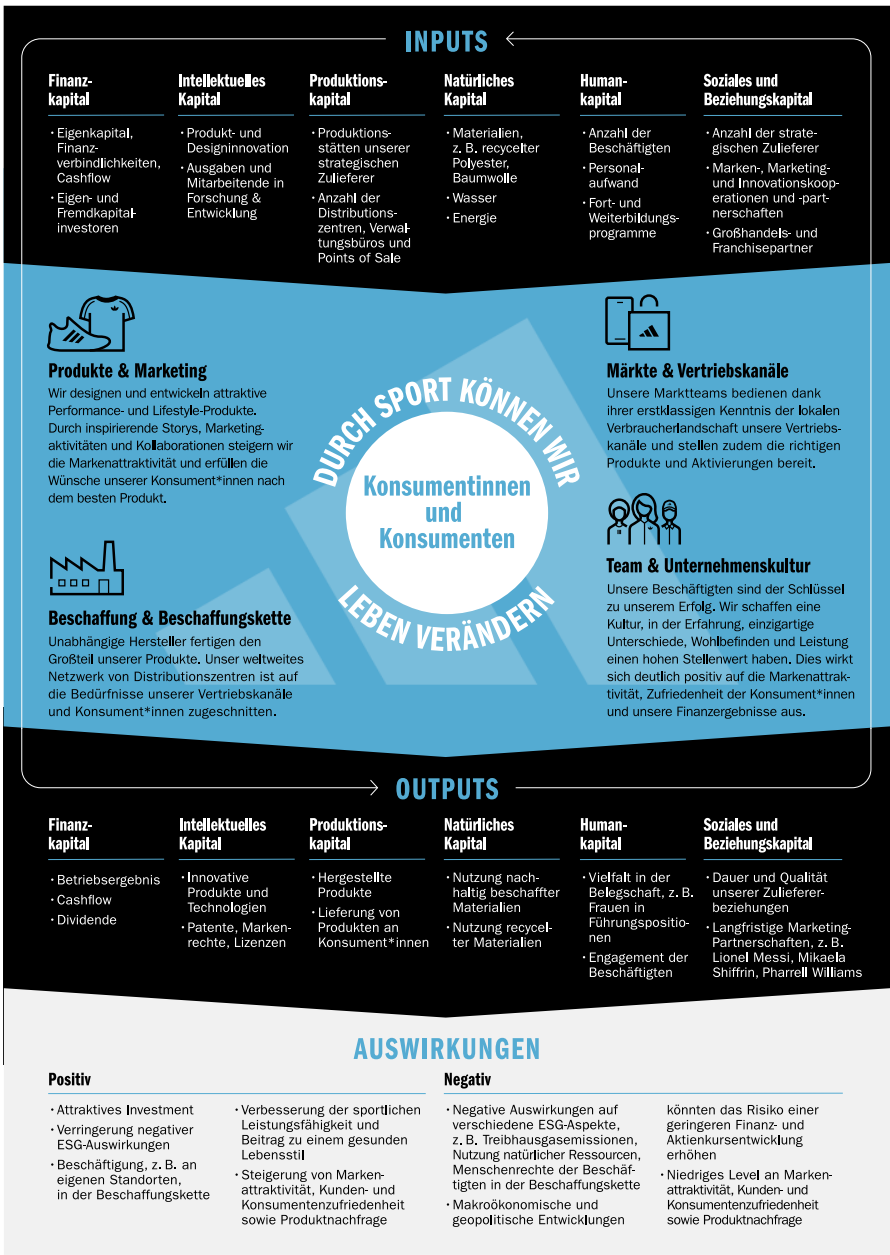 INPUTS
Finanz-
kapital
· Eigenkapital,
Finanz-
verbindlichkeiten,
Cashflow
· Eigen- und
Fremdkapital-
investoren
Intellektuelles
Kapital
· Produkt- und
Designinnovation
· Ausgaben und
Mitarbeitende in
Forschung &
Entwicklung
Produktions-
kapital
· Produktions-
stätten unserer
strategischen
Zulieferer
· Anzahl der
Distributions-
zentren, Verwal-
tungsbüros und
Points of Sale
Natürliches
Kapital
· Materialien,
z. B. recycelter
Polyester,
Baumwolle
· Wasser
· Energie
Human-
kapital
· Anzahl der
Beschäftigten
· Personal-
aufwand
· Fort- und
Weiterbildungs-
programme
Soziales und
Beziehungskapital
· Anzahl der strate-
gischen Zulieferer
· Marken-, Marketing-
und Innovationskoop-
erationen und -part-
nerschaften
· Großhandels- und
Franchisepartner
Produkte & Marketing
Wir designen und entwickeln attraktive
Performance- und Lifestyle-Produkte.
Durch inspirierende Storys, Marketing-
aktivitäten und Kollaborationen steigern wir
die Markenattraktivität und erfüllen die
Wünsche unserer Konsument*innen nach
dem besten Produkt.
Beschaffung & Beschaffungskette
Unabhängige Hersteller fertigen den
Großteil unserer Produkte. Unser weltweites
Netzwerk von Distributionszentren ist auf
die Bedürfnisse unserer Vertriebskanäle
und Konsument*innen zugeschnitten.
DURCH SPORT KÖNNEN WIR
Konsumentinnen
und
Konsumenten
LEBEN VERÄNDERN
Märkte & Vertriebskanäle
Unsere Marktteams bedienen dank
ihrer erstklassigen Kenntnis der lokalen
Verbraucherlandschaft unsere Vertriebs-
kanäle und stellen zudem die richtigen
Produkte und Aktivierungen bereit.
Team & Unternehmenskultur
Unsere Beschäftigten sind der Schlüssel
zu unserem Erfolg. Wir schaffen eine
Kultur, in der Erfahrung, einzigartige
Unterschiede, Wohlbefinden und Leistung
einen hohen Stellenwert haben. Dies wirkt
sich deutlich positiv auf die Markenattrak-
tivität, Zufriedenheit der Konsument*innen
und unsere Finanzergebnisse aus.
OUTPUTS
Finanz-
kapital
· Betriebsergebnis
· Cashflow
· Dividende
Intellektuelles
Kapital
· Innovative
Produkte und
Technologien
· Patente, Marken-
rechte, Lizenzen
Produktions-
kapital
· Hergestellte
Produkte
· Lieferung von
Produkten an
Konsument*innen
Natürliches
Kapital
· Nutzung nach-
haltig beschaffter
Materialien
· Nutzung recycel-
ter Materialien
Human-
kapital
· Vielfalt in der
Belegschaft, z. B.
Frauen in
Führungspositio-
nen
· Engagement der
Beschäftigten
Soziales und
Beziehungskapital
· Dauer und Qualität
unserer Zulieferer-
beziehungen
· Langfristige Marketing-
Partnerschaften, z. B.
Lionel Messi, Mikaela
Shiffrin, Pharrell Williams
AUSWIRKUNGEN
Positiv
· Attraktives Investment
· Verringerung negativer
ESG-Auswirkungen
· Beschäftigung, z. B. an
eigenen Standorten,
in der Beschaffungskette
· Verbesserung der sportlichen
Leistungsfähigkeit und
Beitrag zu einem gesunden
Lebensstil
· Steigerung von Marken-
attraktivität, Kunden- und
Konsumentenzufriedenheit
sowie Produktnachfrage
Negativ
· Negative Auswirkungen auf
verschiedene ESG-Aspekte,
z. B. Treibhausgasemissionen,
Nutzung natürlicher Ressourcen,
Menschenrechte der Beschäf-
tigten in der Beschaffungskette
· Makroökonomische und
geopolitische Entwicklungen
könnten das Risiko einer
geringeren Finanz- und
Aktienkursentwicklung
erhöhen
· Niedriges Level an Marken-
attraktivität, Kunden- und
Konsumentenzufriedenheit
sowie Produktnachfrage